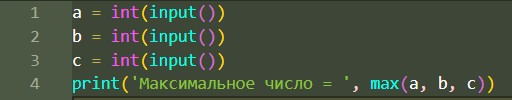 1 a = int(input())
2 b = int(input())
3 c = int(input())
4 print('Максимальное число = ', max(a, b, c))